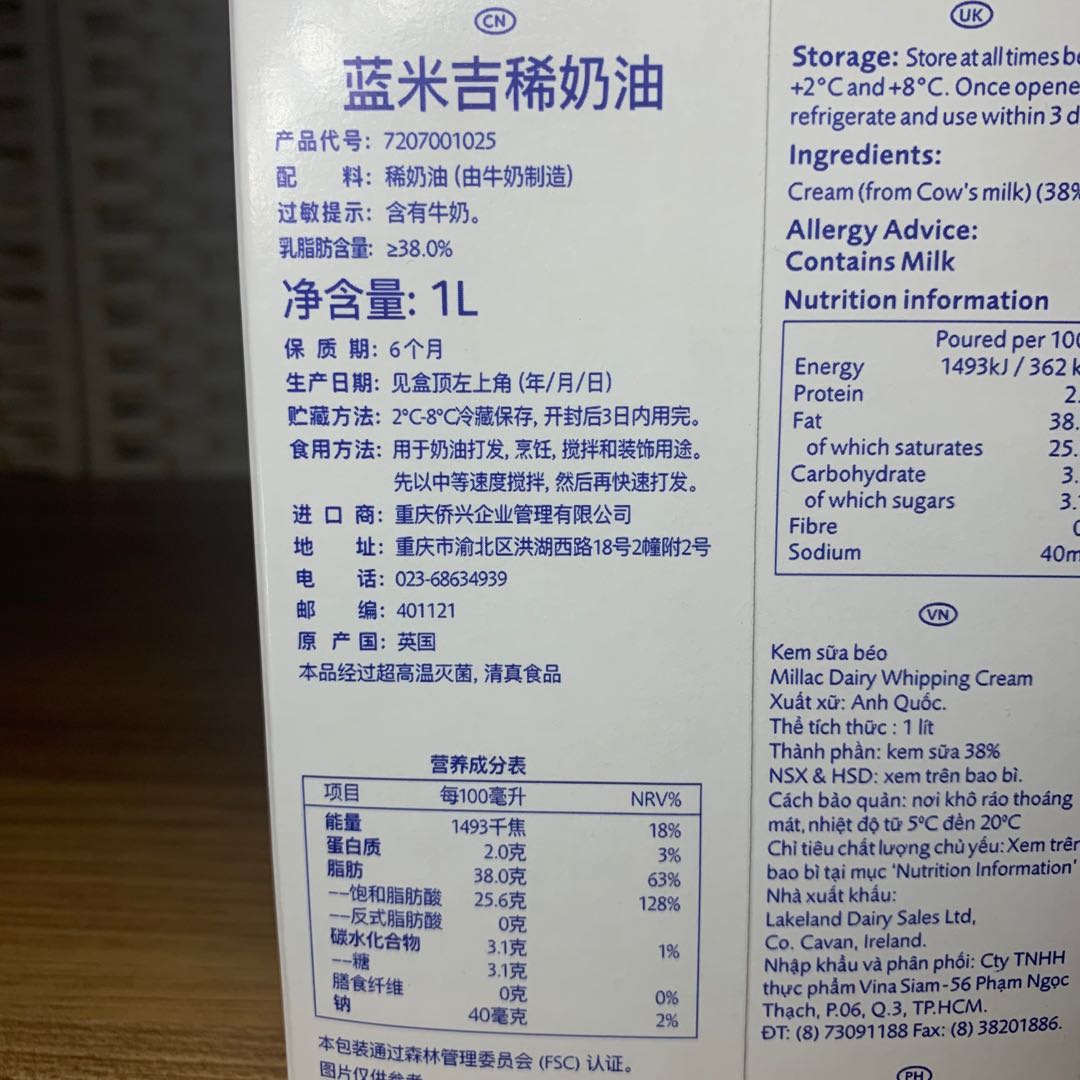 CN
蓝米吉稀奶油
产品代号: 7207001025
配 料: 稀奶油 (由牛奶制造)
过敏提示: 含有牛奶。
乳脂肪含量: ≥38.0%
净含量: 1L
保 质 期: 6个月
生产日期: 见盒顶左上角 (年/月/日)
贮藏方法: 2°C-8°C冷藏保存, 开封后3日内用完。
食用方法: 用于奶油打发, 烹饪, 搅拌和装饰用途。
先以中等速度搅拌, 然后再快速打发。
进 口 商: 重庆侨兴企业管理有限公司
地 址: 重庆市渝北区洪湖西路18号2幢附2号
电 话: 023-68634939
邮 编: 401121
原 产 国: 英国
本品经过超高温灭菌, 清真食品
营养成分表
项目 每100毫升 NRV%
能量 1493千焦 18%
蛋白质 2.0克 3%
脂肪 38.0克 63%
--饱和脂肪酸 25.6克 128%
--反式脂肪酸 0克
碳水化合物 3.1克 1%
--糖 3.1克
膳食纤维 0克 0%
钠 40毫克 2%
本包装通过森林管理委员会 (FSC) 认证。
图片仅供参考
UK
Storage: Store at all times
+2°C and +8°C. Once
refrigerate and use within 3
Ingredients:
Cream (from Cow's milk) (38%
Allergy Advice:
Contains Milk
Nutrition information
Poured per
Energy 1493kJ / 362
Protein 2.
Fat 38.
of which saturates 25.
Carbohydrate 3.
of which sugars 3.
Fibre
Sodium 40m
VN
Kem sữa béo
Millac Dairy Whipping Cream
Xuất xứ: Anh Quốc.
Thể tích thức : 1 lít
Thành phần: kem sữa 38%
NSX & HSD: xem trên bao bì.
Cách bảo quản: nơi khô ráo thoáng
mát, nhiệt độ từ 5°C đến 20°C
Chỉ tiêu chất lượng chủ yếu: Xem trên
bao bì tại mục 'Nutrition Information'
Nhà xuất khẩu:
Lakeland Dairy Sales Ltd,
Co. Cavan, Ireland.
Nhập khẩu và phân phối: Cty TNHH
thực phẩm Vina Siam-56 Phạm Ngọc
Thạch, P.06, Q.3, TP.HCM.
ĐT: (8) 73091188 Fax: (8) 38201886.
PH